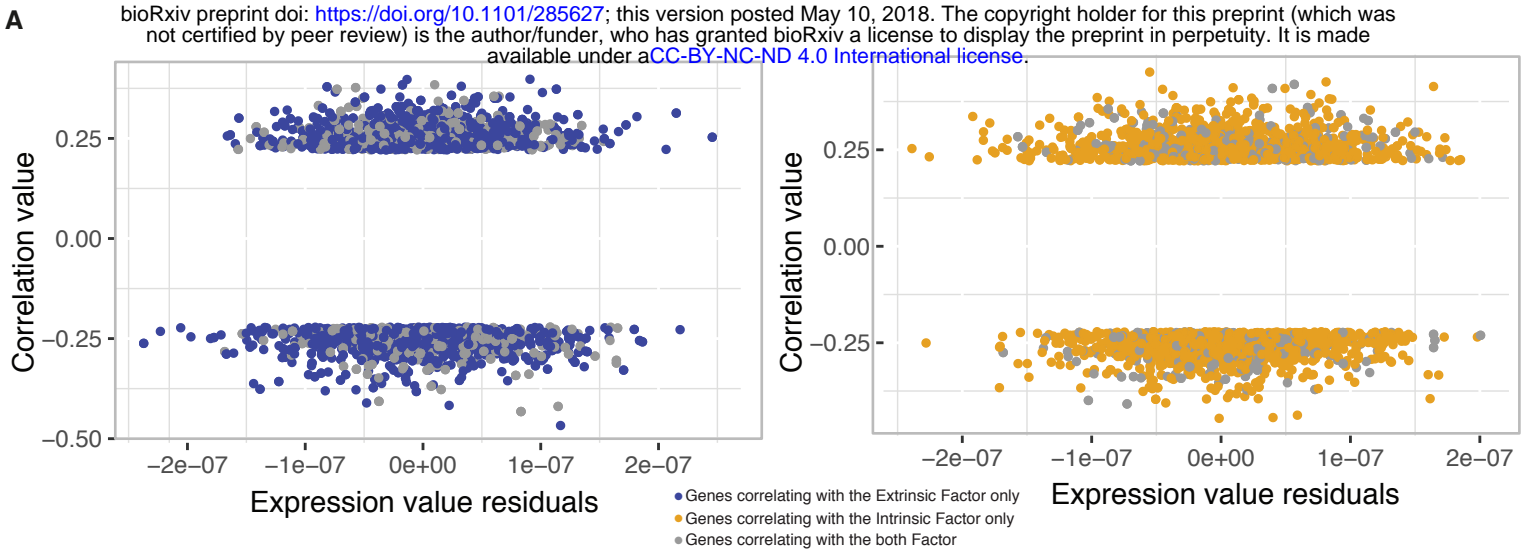 A
bioRxiv preprint doi: https://doi.org/10.1101/285627; this version posted May 10, 2018. The copyright holder for this preprint (which was
not certified by peer review) is the author/funder, who has granted bioRxiv a license to display the preprint in perpetuity. It is made
available under aCC-BY-NC-ND 4.0 International license.
Correlation value
0.25
0.00
−0.25
−0.50
−2e−07 −1e−07 0e+00 1e−07 2e−07
Expression value residuals
Correlation value
0.25
0.00
−0.25
−2e−07 −1e−07 0e+00 1e−07 2e−07
Expression value residuals
Genes correlating with the Extrinsic Factor only
Genes correlating with the Intrinsic Factor only
Genes correlating with the both Factor